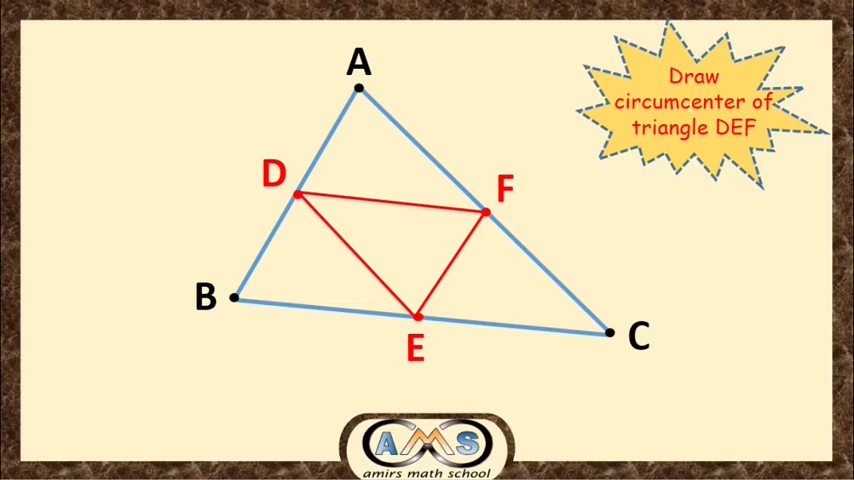 A
Draw
circumcenter of
triangle DEF
D
F
B
E
C
AMS
amirs math school